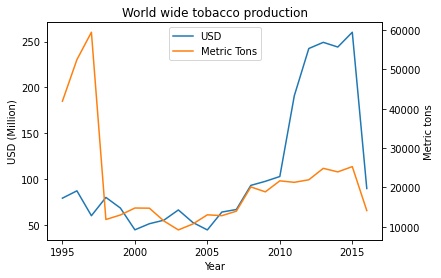 World wide tobacco production
USD
Metric Tons
250
200
150
100
50
USD (Million)
60000
50000
40000
30000
20000
10000
Metric tons
1995
2000
2005
2010
2015
Year